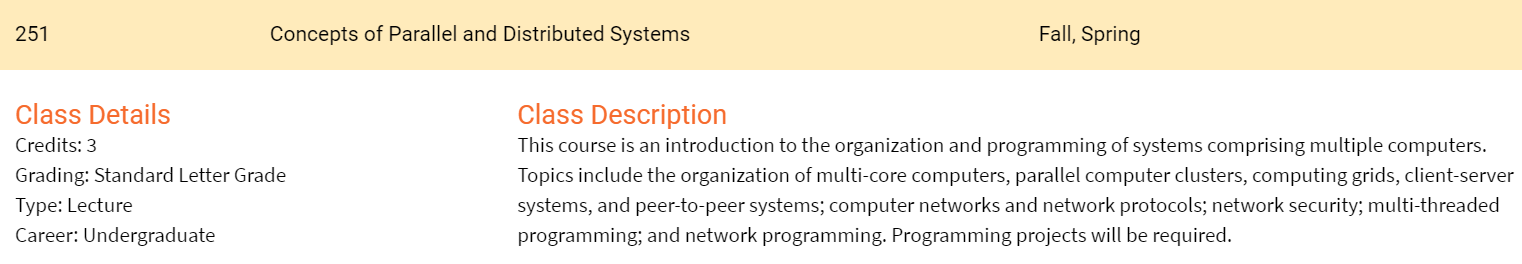 251 Concepts of Parallel and Distributed Systems Fall, Spring
Class Details
Credits: 3
Grading: Standard Letter Grade
Type: Lecture
Career: Undergraduate
Class Description
This course is an introduction to the organization and programming of systems comprising multiple computers.
Topics include the organization of multi-core computers, parallel computer clusters, computing grids, client-server
systems, and peer-to-peer systems; computer networks and network protocols; network security; multi-threaded
programming; and network programming. Programming projects will be required.